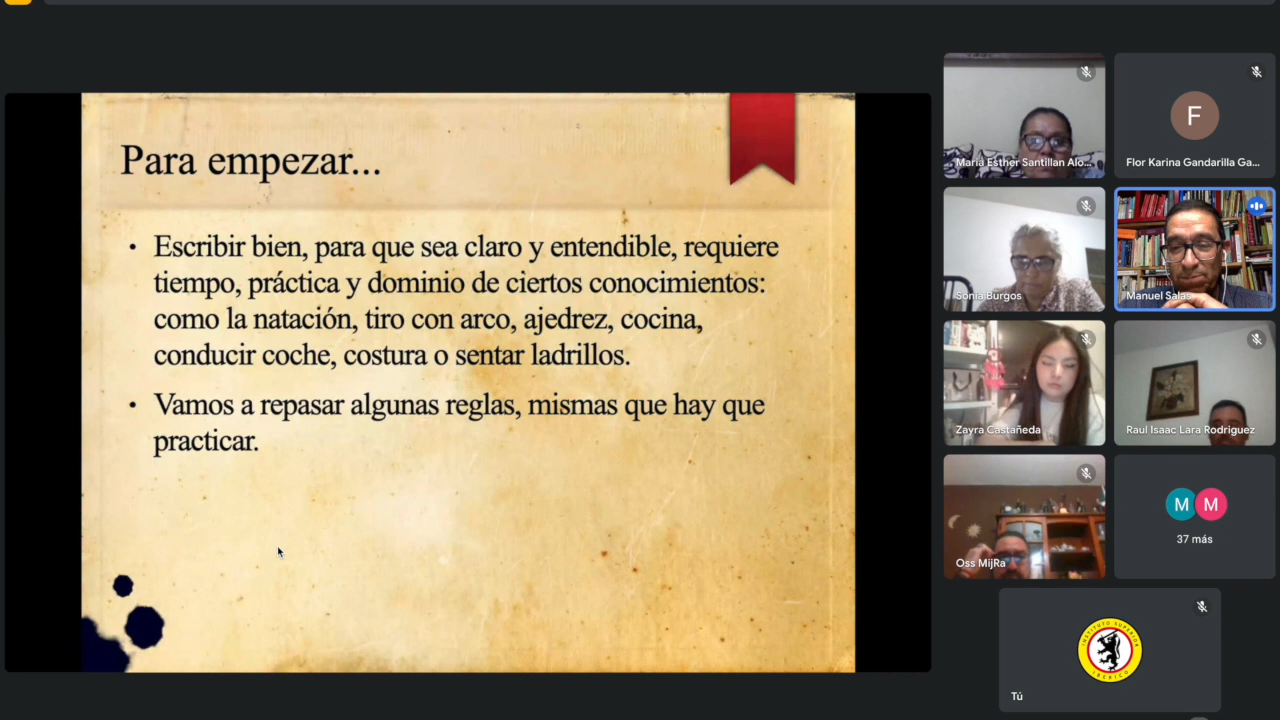 Para empezar...
• Escribir bien, para que sea claro y entendible, requiere
tiempo, práctica y dominio de ciertos conocimientos:
como la natación, tiro con arco, ajedrez, cocina,
conducir coche, costura o sentar ladrillos.
• Vamos a repasar algunas reglas, mismas que hay que
practicar.
María Esther Santillan Alo...
F
Flor Karina Gandarilla Ga...
Sonia Burgos
Manuel Salas
Zayra Castañeda
Raul Isaac Lara Rodriguez
Oss MijRa
M M
37 más
INSTITUTO SUPERIOR
IBERICO
Tú